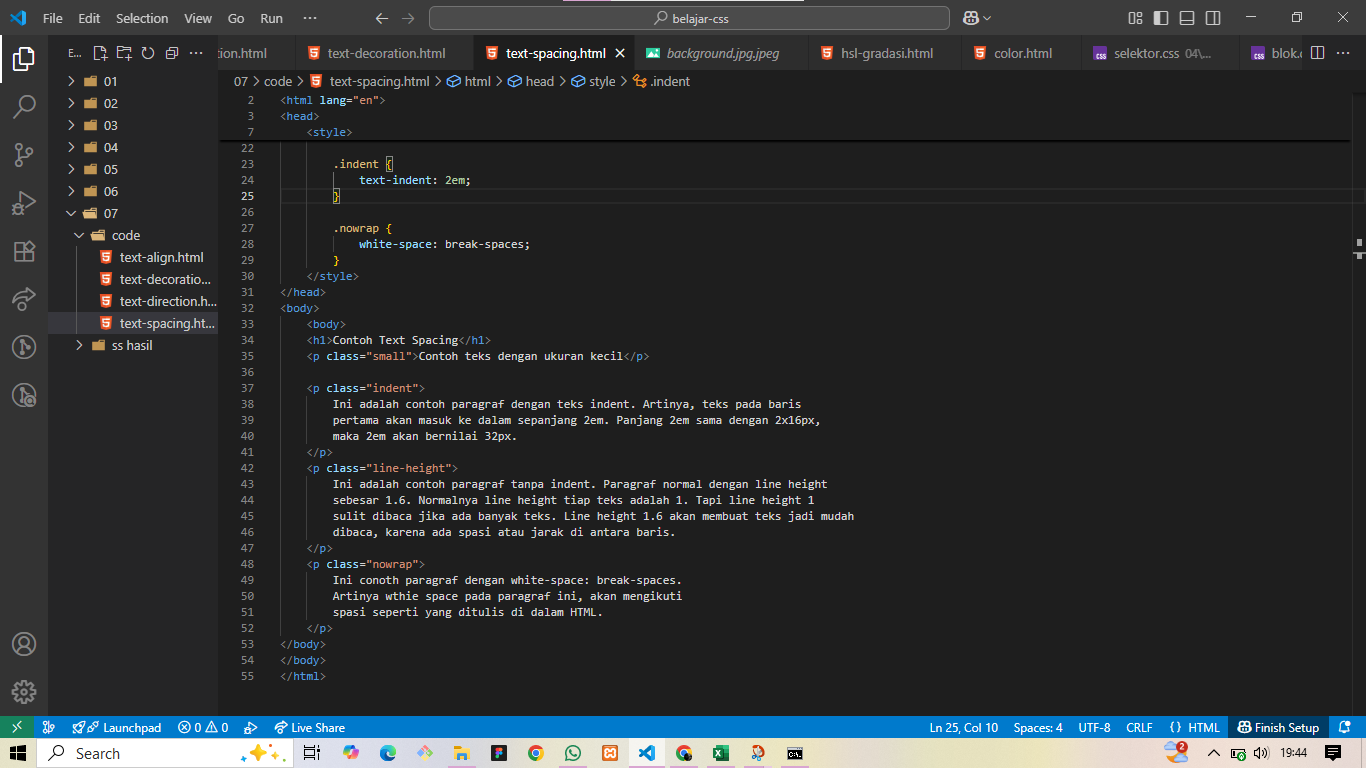 File Edit Selection View Go Run ··· belajar-css
E... ··· tion.html text-decoration.html text-spacing.html background.jpg.jpeg hsl-gradasi.html color.html selektor.css 04\... blok.c ···
07 > code > text-spacing.html > html > head > style > .indent
01
02
03
04
05
06
07
code
text-align.html
text-decoratio...
text-direction.h...
text-spacing.ht...
ss hasil
2 <html lang="en">
3 <head>
7 <style>
22
23 .indent {
24 text-indent: 2em;
25 }
26
27 .nowrap {
28 white-space: break-spaces;
29 }
30 </style>
31 </head>
32 <body>
33 <body>
34 <h1>Contoh Text Spacing</h1>
35 <p class="small">Contoh teks dengan ukuran kecil</p>
36
37 <p class="indent">
38 Ini adalah contoh paragraf dengan teks indent. Artinya, teks pada baris
39 pertama akan masuk ke dalam sepanjang 2em. Panjang 2em sama dengan 2x16px,
40 maka 2em akan bernilai 32px.
41 </p>
42 <p class="line-height">
43 Ini adalah contoh paragraf tanpa indent. Paragraf normal dengan line height
44 sebesar 1.6. Normalnya line height tiap teks adalah 1. Tapi line height 1
45 sulit dibaca jika ada banyak teks. Line height 1.6 akan membuat teks jadi mudah
46 dibaca, karena ada spasi atau jarak di antara baris.
47 </p>
48 <p class="nowrap">
49 Ini conoth paragraf dengan white-space: break-spaces.
50 Artinya wthie space pada paragraf ini, akan mengikuti
51 spasi seperti yang ditulis di dalam HTML.
52 </p>
53 </body>
54 </body>
55 </html>
Launchpad 0 0 Live Share Ln 25, Col 10 Spaces: 4 UTF-8 CRLF {} HTML Finish Setup
Search 2 19:44